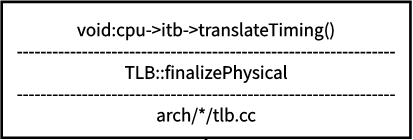 void:cpu->itb->translateTiming()
TLB::finalizePhysical
arch/*/tlb.cc